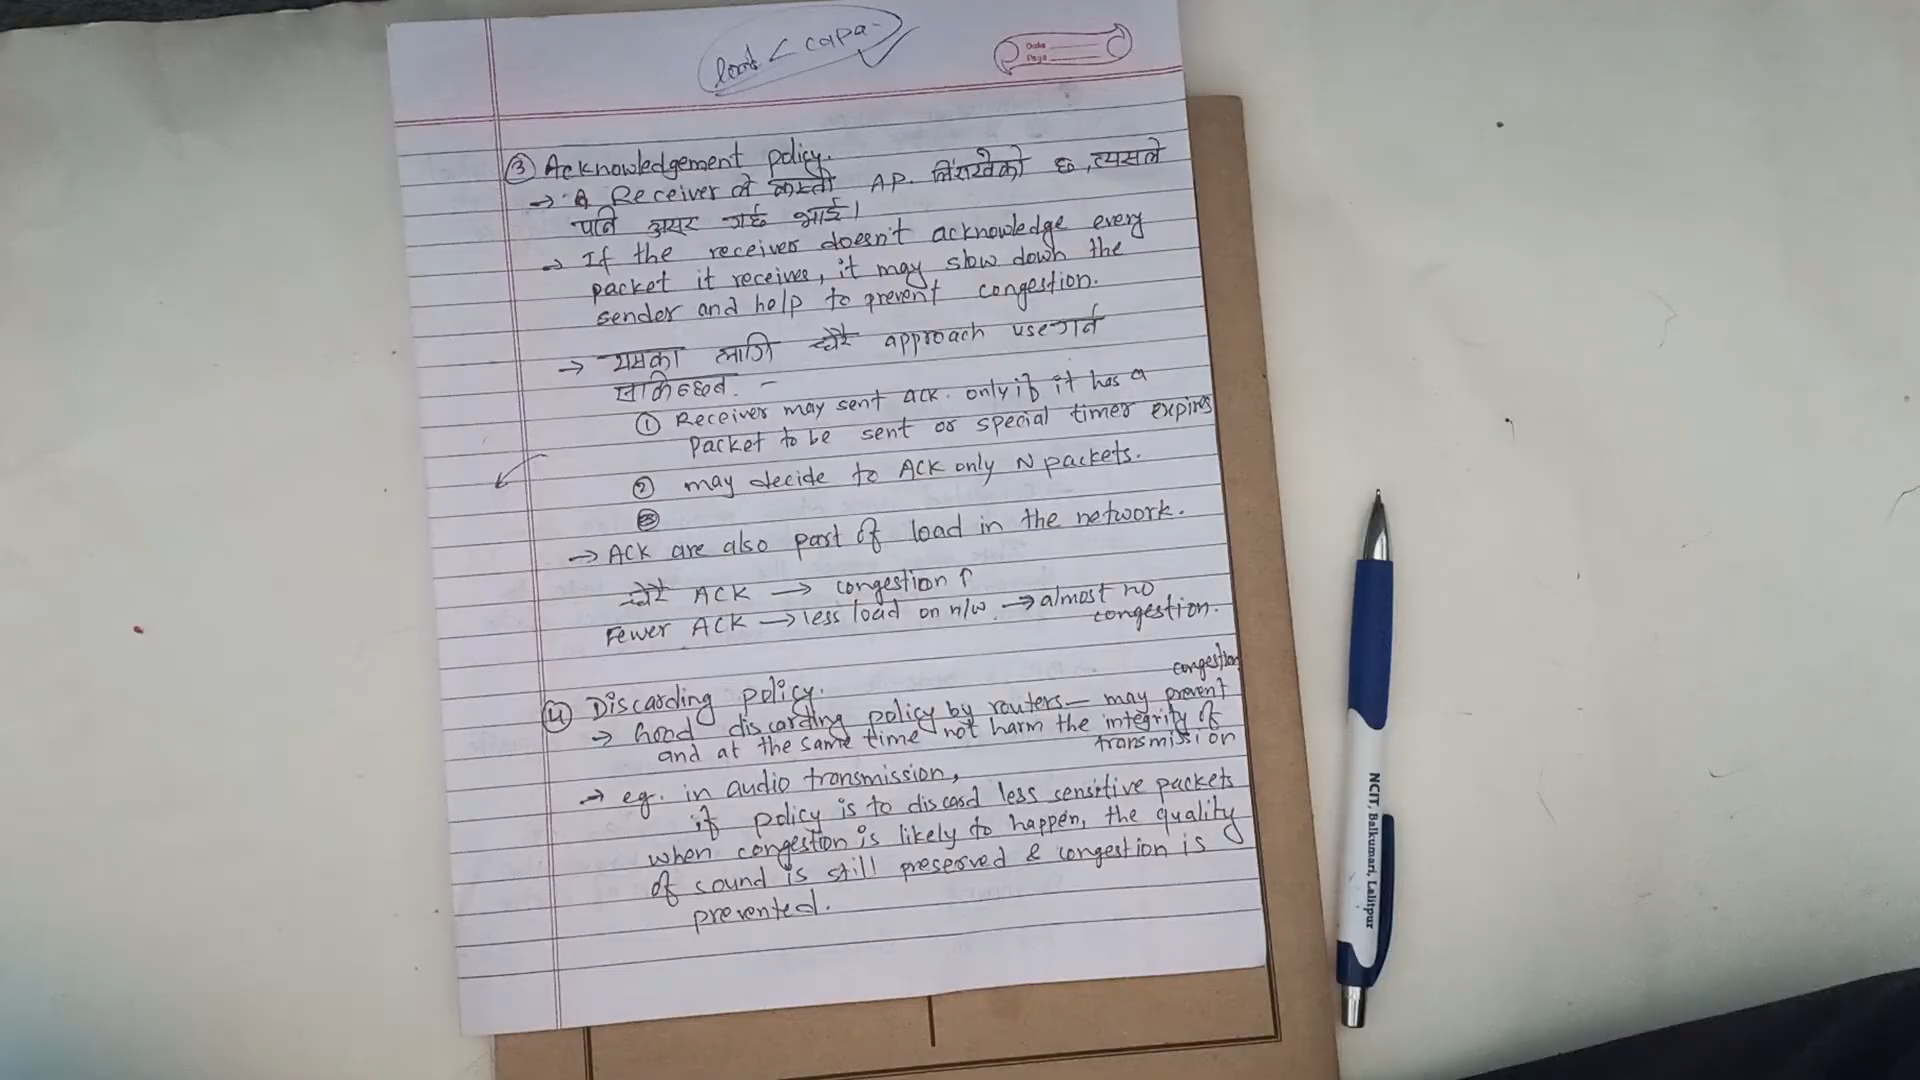 load < capa.
Date
Page
③ Acknowledgement policy.
→ Receiver ले कस्तो A.P. लिंराखेको छ, त्यसले
पनि असर गर्छ भाई।
→ If the receiver doesn't acknowledge every
packet it receives, it may slow down the
sender and help to prevent congestion.
→ यसका लागि धेरै approach use गर्न
सकिन्छन. -
① Receiver may sent ack. only if it has a
packet to be sent or special timer expires
② may decide to ACK only N packets.
→ ACK are also part of load in the network.
धेरै ACK → congestion ↑
Fewer ACK → less load on n/w. → almost no
congestion.
④ Discarding policy.
congestion
→ Good discarding policy by routers — may prevent
and at the same time not harm the integrity of
transmission
→ eg. in audio transmission,
if policy is to discard less sensitive packets
when congestion is likely to happen, the quality
of sound is still preserved & congestion is
prevented.
NCIT, Balkumari, Lalitpur